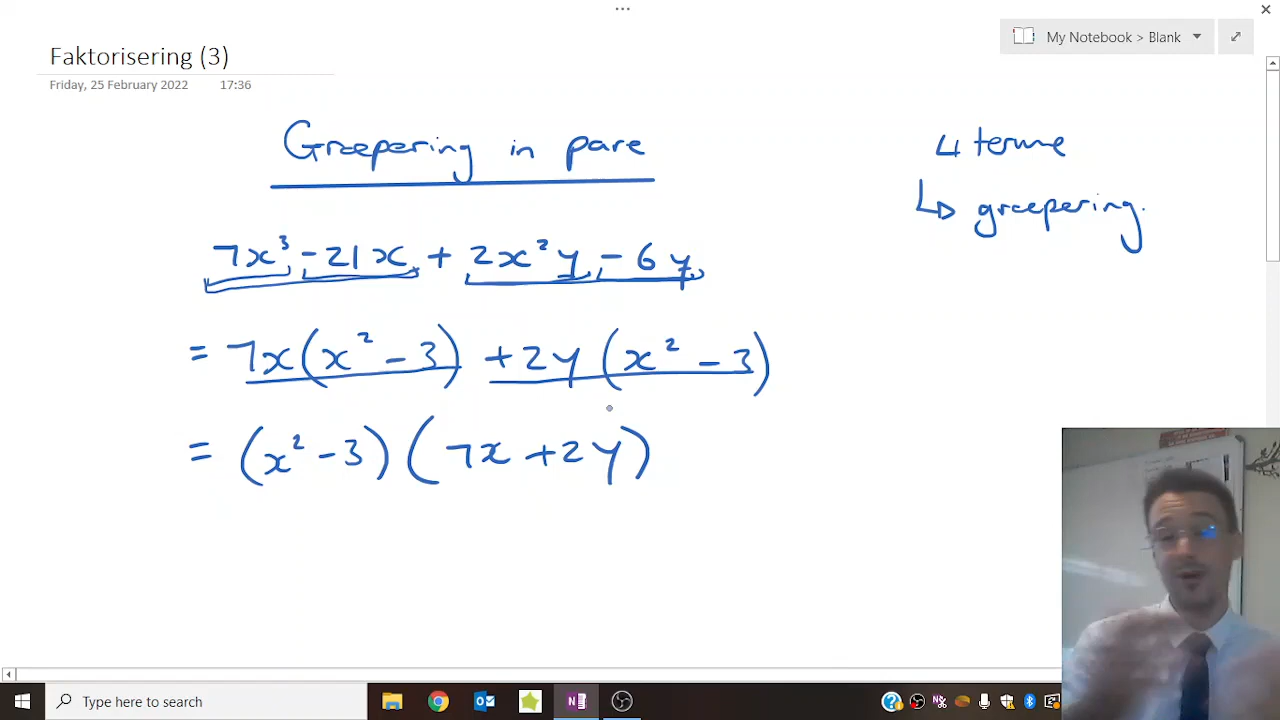 My Notebook > Blank
Faktorisering (3)
Friday, 25 February 2022 17:36
Groepering in pare
4 terme
↳ groepering.
7x³ - 21x + 2x²y - 6y
= 7x(x² - 3) + 2y(x² - 3)
= (x² - 3)(7x + 2y)
Type here to search